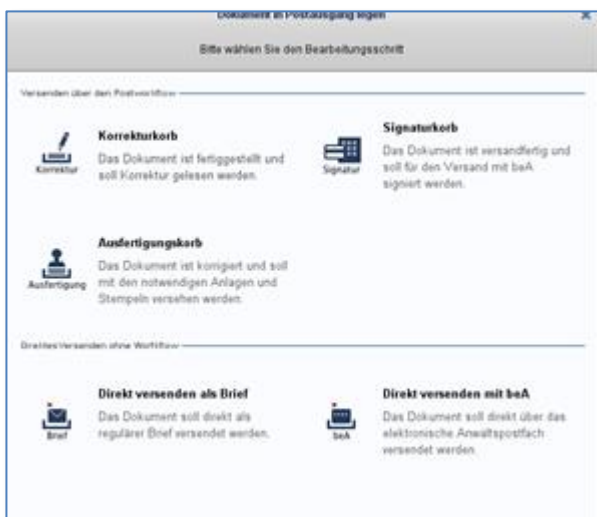 Dokument in Postausgang legen
Bitte wählen Sie den Bearbeitungsschritt
Versenden über den Postworkflow
Korrektur
Korrekturkorb
Das Dokument ist fertiggestellt und
soll Korrektur gelesen werden.
Signatur
Signaturkorb
Das Dokument ist versandfertig und
soll für den Versand mit beA
signiert werden.
Ausfertigung
Ausfertigungskorb
Das Dokument ist korrigiert und soll
mit den notwendigen Anlagen und
Stempeln versehen werden.
Direktes Versenden ohne Workflow
Brief
Direkt versenden als Brief
Das Dokument soll direkt als
regulärer Brief versendet werden.
beA
Direkt versenden mit beA
Das Dokument soll direkt über das
elektronische Anwaltspostfach
versendet werden.